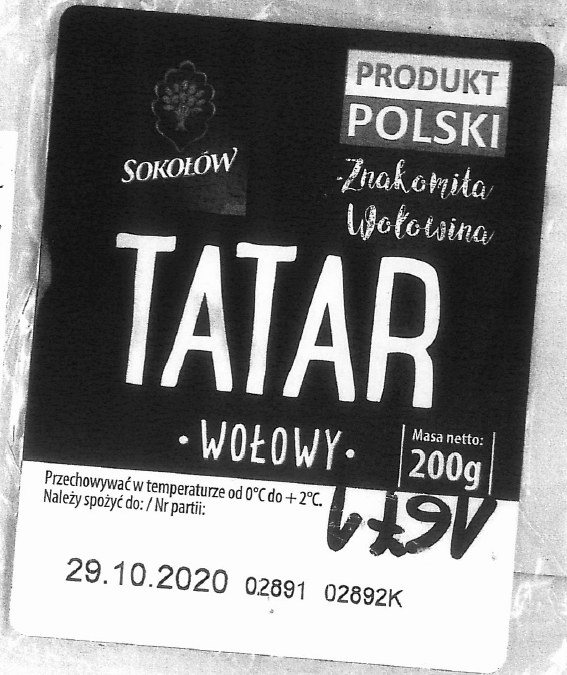 SOKOŁÓW
PRODUKT
POLSKI
Znakomita
Wołowina
TATAR
• WOŁOWY •
Masa netto:
200g
Przechowywać w temperaturze od 0°C do + 2°C.
Należy spożyć do: / Nr partii:
29.10.2020 02891 02892K